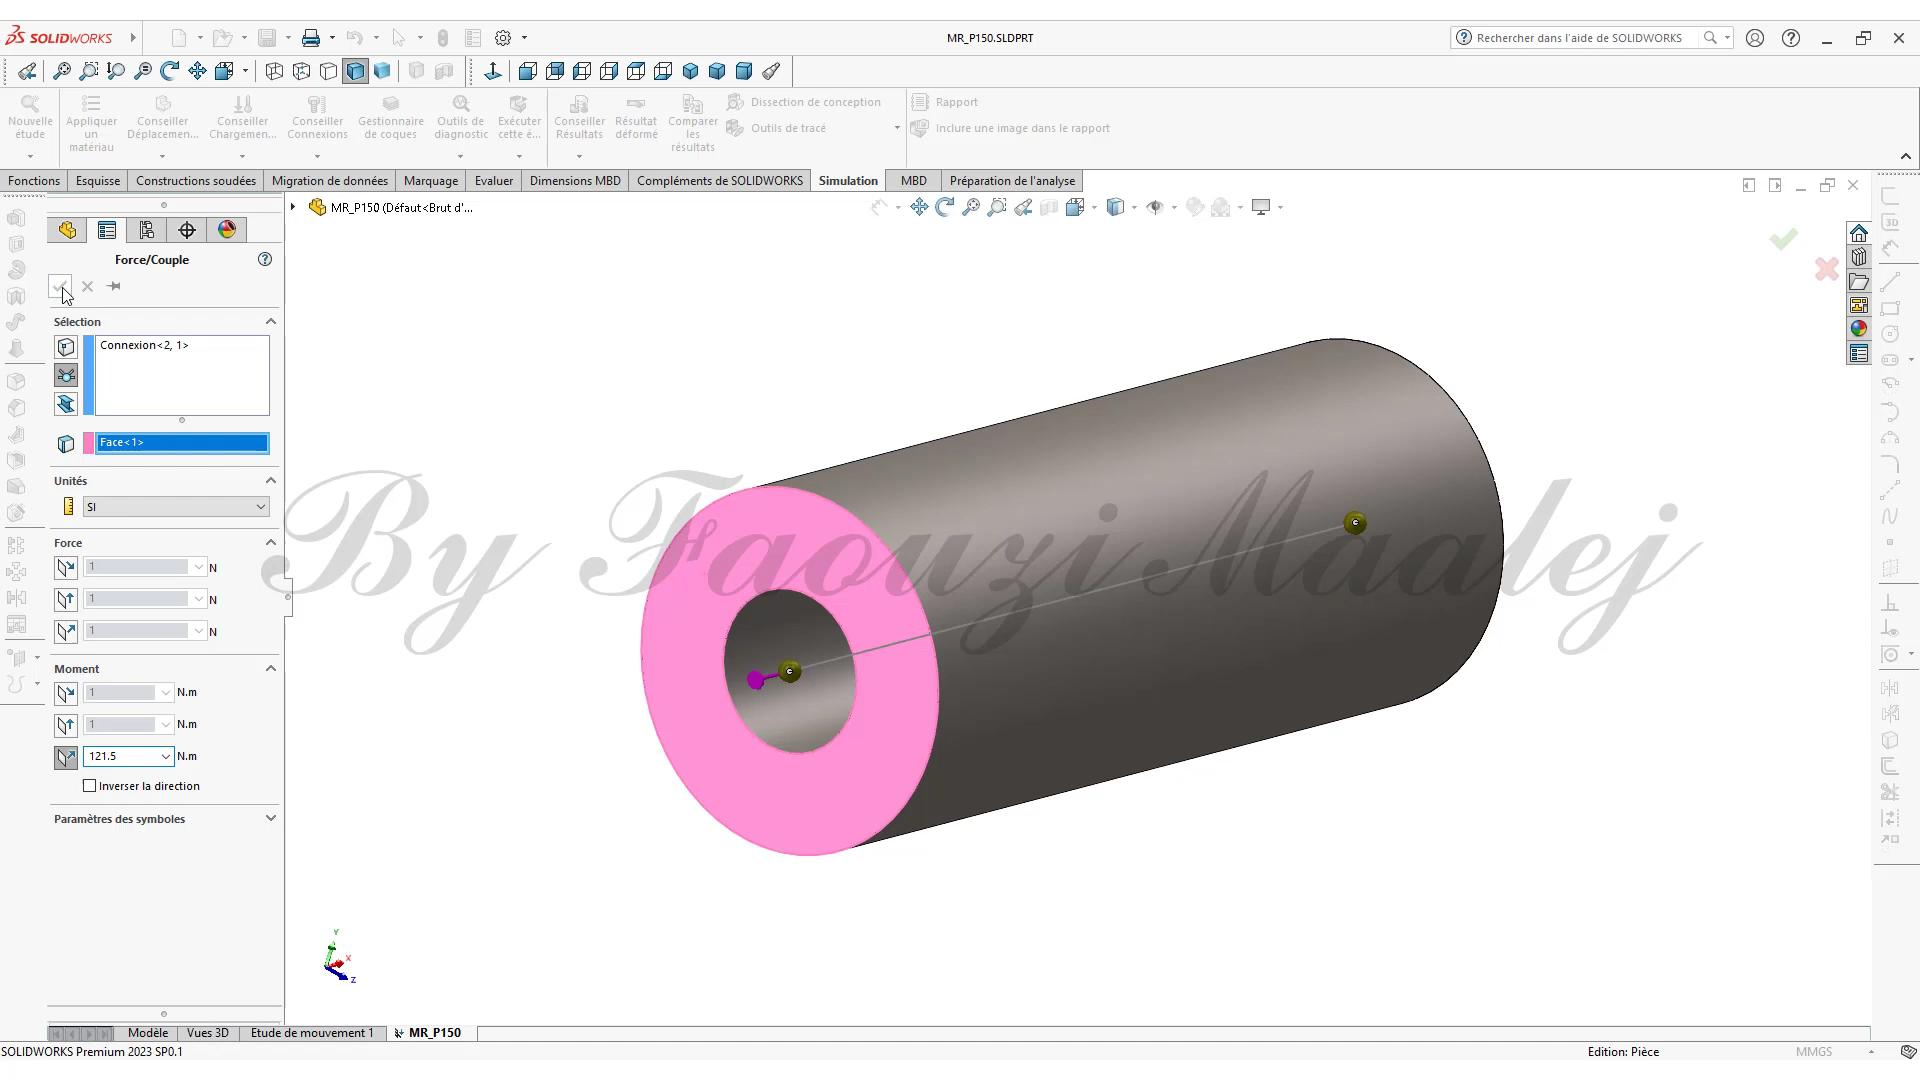 SOLIDWORKS
MR_P150.SLDPRT
Rechercher dans l'aide de SOLIDWORKS
Nouvelle étude
Appliquer un matériau
Conseiller Déplacemen...
Conseiller Chargemen...
Conseiller Connexions
Gestionnaire de coques
Outils de diagnostic
Exécuter cette é...
Conseiller Résultats
Résultat déformé
Comparer les résultats
Dissection de conception
Outils de tracé
Rapport
Inclure une image dans le rapport
Fonctions
Esquisse
Constructions soudées
Migration de données
Marquage
Evaluer
Dimensions MBD
Compléments de SOLIDWORKS
Simulation
MBD
Préparation de l'analyse
MR_P150 (Défaut<Brut d'...
Force/Couple
Sélection
Connexion<2, 1>
Face<1>
Unités
SI
Force
1 N
1 N
1 N
Moment
1 N.m
1 N.m
121.5 N.m
Inverser la direction
Paramètres des symboles
By Faouzi Maalej
Y
X
Z
Modèle
Vues 3D
Etude de mouvement 1
MR_P150
SOLIDWORKS Premium 2023 SP0.1
Edition: Pièce
MMGS